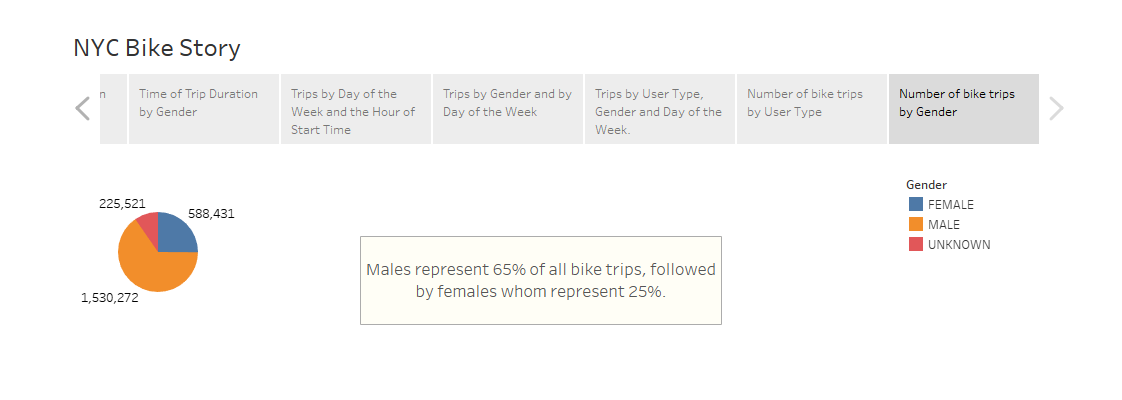 NYC Bike Story
n
Time of Trip Duration
by Gender
Trips by Day of the
Week and the Hour of
Start Time
Trips by Gender and by
Day of the Week
Trips by User Type,
Gender and Day of the
Week.
Number of bike trips
by User Type
Number of bike trips
by Gender
225,521
588,431
1,530,272
Males represent 65% of all bike trips, followed
by females whom represent 25%.
Gender
FEMALE
MALE
UNKNOWN